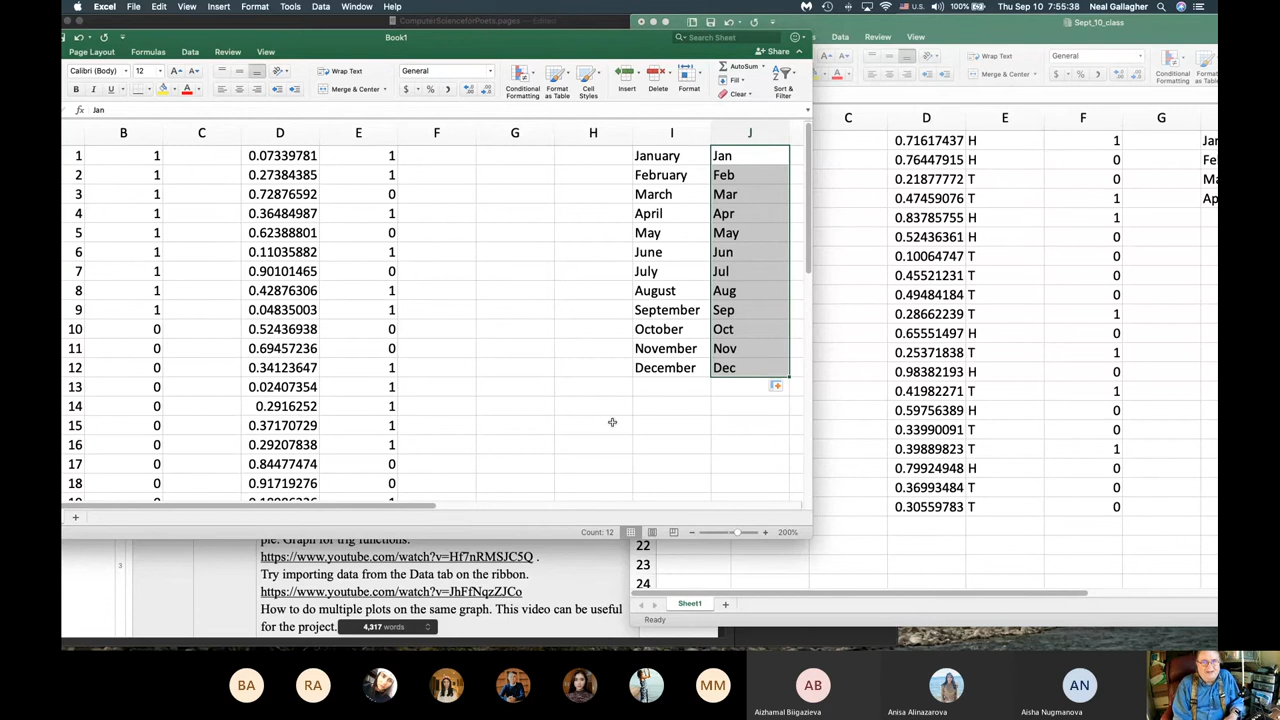 Excel File Edit View Insert Format Tools Data Window Help
100% Thu Sep 10 7:55:38 Neal Gallagher
ComputerScienceforPoets.pages — Edited
Sept_10_class
Book1
Search Sheet
Page Layout Formulas Data Review View
Share
Data Review View
Calibri (Body) 12
Wrap Text
General
Merge & Center
Conditional Formatting
Format as Table
Cell Styles
Insert
Delete
Format
AutoSum
Fill
Clear
Sort & Filter
Wrap Text
General
Merge & Center
Conditional Formatting
fx Jan
B C D E F G H I J
1 1 0.07339781 1 January Jan
2 1 0.27384385 1 February Feb
3 1 0.72876592 0 March Mar
4 1 0.36484987 1 April Apr
5 1 0.62388801 0 May May
6 1 0.11035882 1 June Jun
7 1 0.90101465 0 July Jul
8 1 0.42876306 1 August Aug
9 1 0.04835003 1 September Sep
10 0 0.52436938 0 October Oct
11 0 0.69457236 0 November Nov
12 0 0.34123647 1 December Dec
13 0 0.02407354 1
14 0 0.2916252 1
15 0 0.37170729 1
16 0 0.29207838 1
17 0 0.84477474 0
18 0 0.91719276 0
Count: 12
200%
C D E F G
0.71617437 H 1
0.76447915 H 0
0.21877772 T 0
0.47459076 T 1
0.83785755 H 1
0.52436361 H 0
0.10064747 T 0
0.45521231 T 0
0.49484184 T 0
0.28662239 T 1
0.65551497 H 0
0.25371838 T 1
0.98382193 H 0
0.41982271 T 1
0.59756389 H 0
0.33990091 T 0
0.39889823 T 1
0.79924948 H 0
0.36993484 T 0
0.30559783 T 0
22
23
24
Sheet1
Ready
3
ple. Graph for trig functions.
https://www.youtube.com/watch?v=Hf7nRMSJC5Q .
Try importing data from the Data tab on the ribbon.
https://www.youtube.com/watch?v=JhFfNqzZJCo
How to do multiple plots on the same graph. This video can be useful
for the project.
4,317 words
BA
RA
MM
AB
AN
Aizhamal Biigazieva
Anisa Alinazarova
Aisha Nugmanova